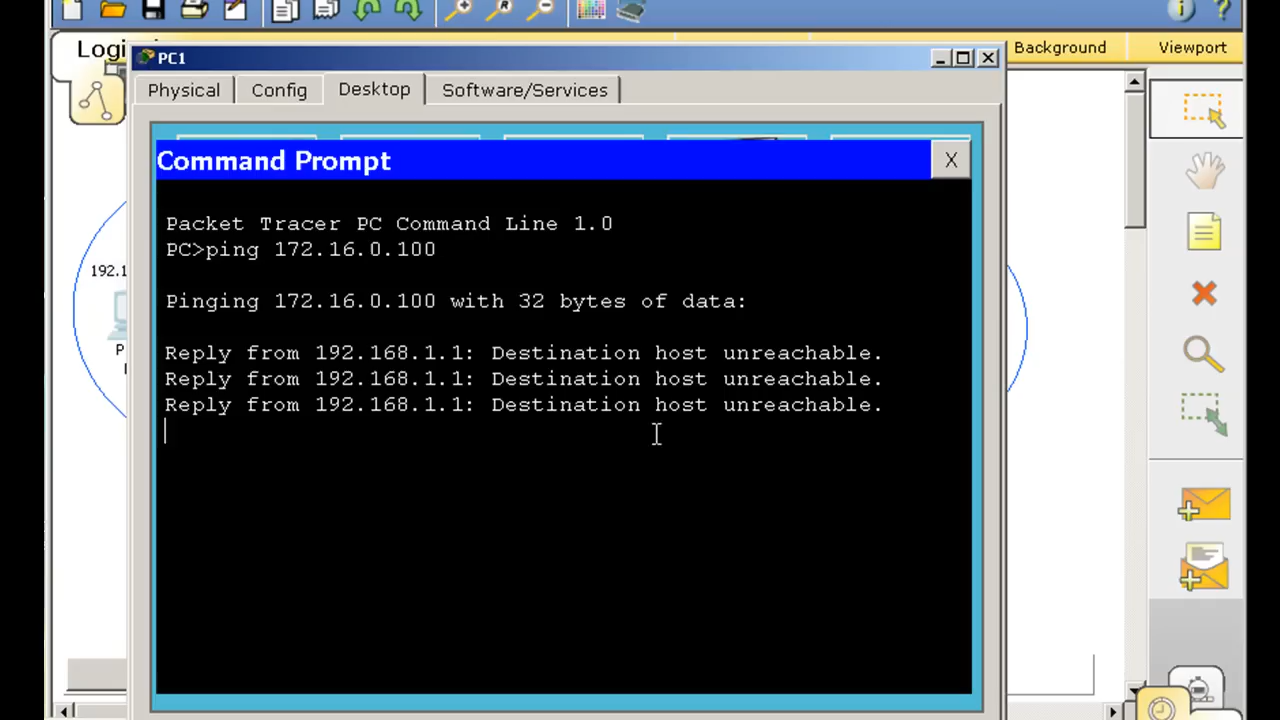 Logi
PC1
Background
Viewport
Physical
Config
Desktop
Software/Services
Command Prompt
X
Packet Tracer PC Command Line 1.0
PC>ping 172.16.0.100
192.1
Pinging 172.16.0.100 with 32 bytes of data:
P
Reply from 192.168.1.1: Destination host unreachable.
Reply from 192.168.1.1: Destination host unreachable.
Reply from 192.168.1.1: Destination host unreachable.